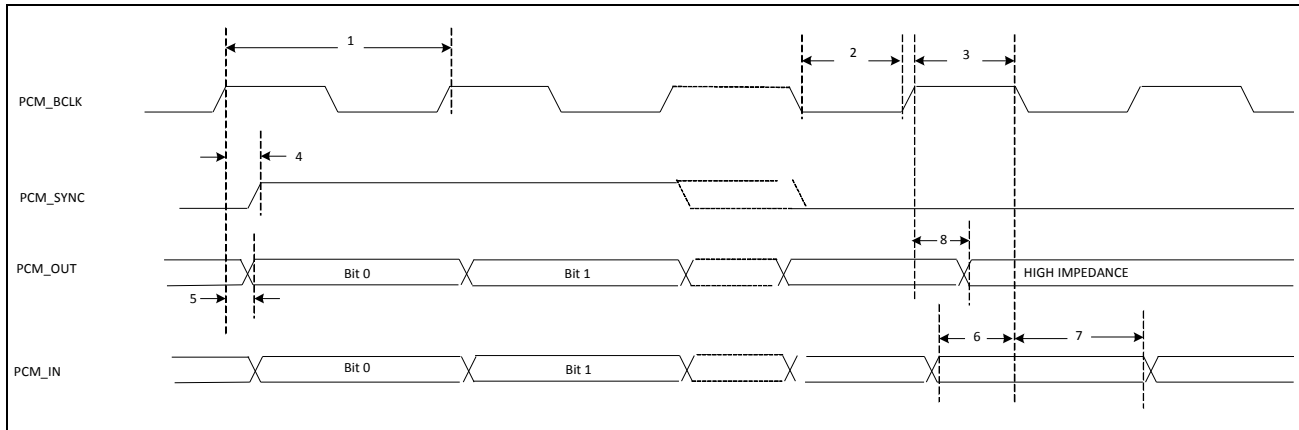 1
2
3
PCM_BCLK
4
PCM_SYNC
8
PCM_OUT
Bit 0
Bit 1
HIGH IMPEDANCE
5
6
7
PCM_IN
Bit 0
Bit 1